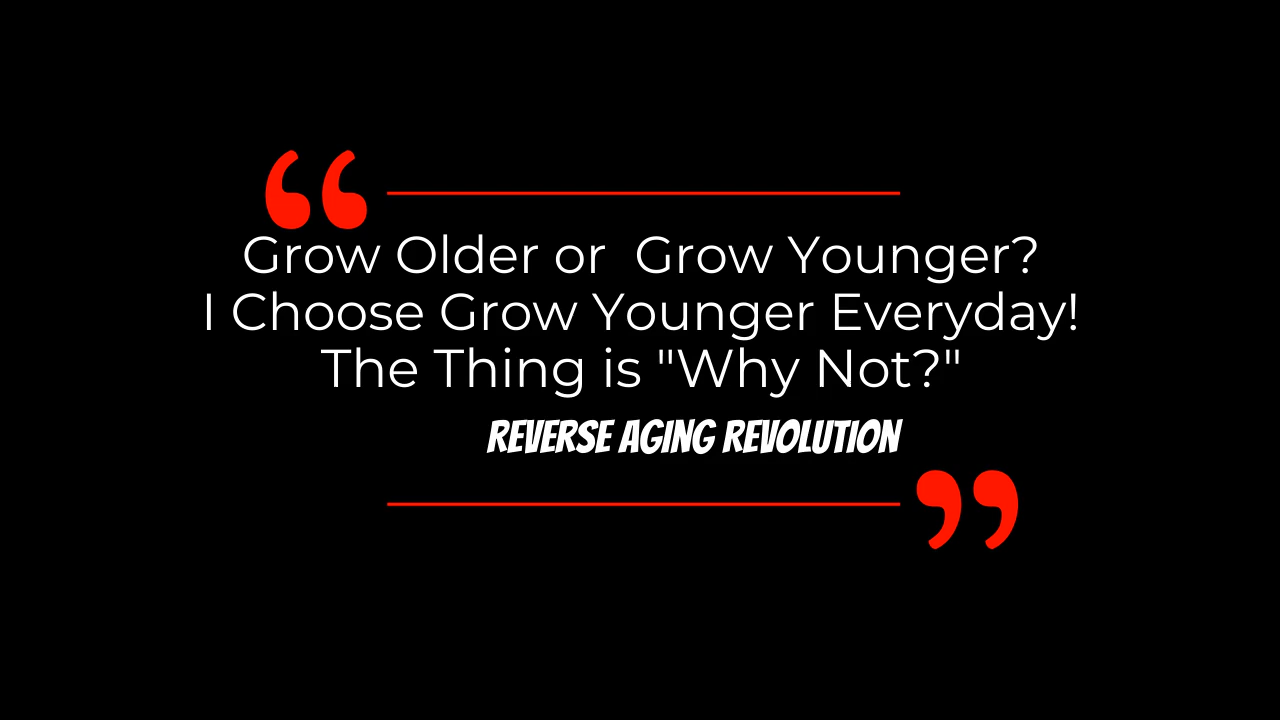 Grow Older or  Grow Younger?
I Choose Grow Younger Everyday!
The Thing is "Why Not?"
REVERSE AGING REVOLUTION